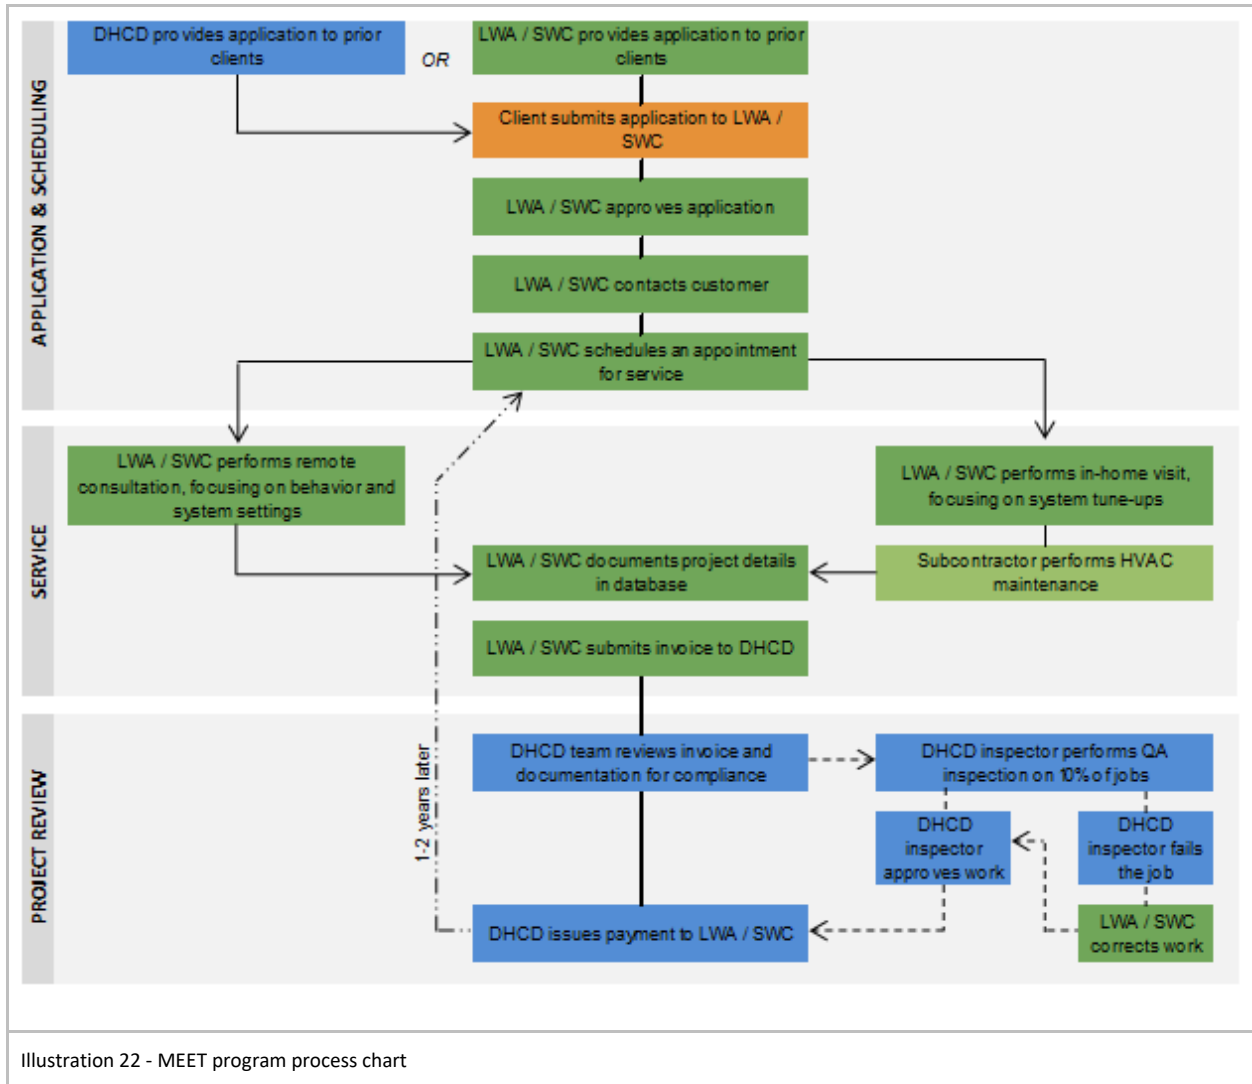 APPLICATION & SCHEDULING
DHCD provides application to prior
clients
OR
LWA / SWC provides application to prior
clients
Client submits application to LWA /
SWC
LWA / SWC approves application
LWA / SWC contacts customer
LWA / SWC schedules an appointment
for service
SERVICE
LWA / SWC performs remote
consultation, focusing on behavior and
system settings
LWA / SWC performs in-home visit,
focusing on system tune-ups
LWA / SWC documents project details
in database
Subcontractor performs HVAC
maintenance
LWA / SWC submits invoice to DHCD
PROJECT REVIEW
1-2 years later
DHCD team reviews invoice and
documentation for compliance
DHCD inspector performs QA
inspection on 10% of jobs
DHCD
inspector
approves work
DHCD
inspector fails
the job
DHCD issues payment to LWA / SWC
LWA / SWC
corrects work
Illustration 22 - MEET program process chart